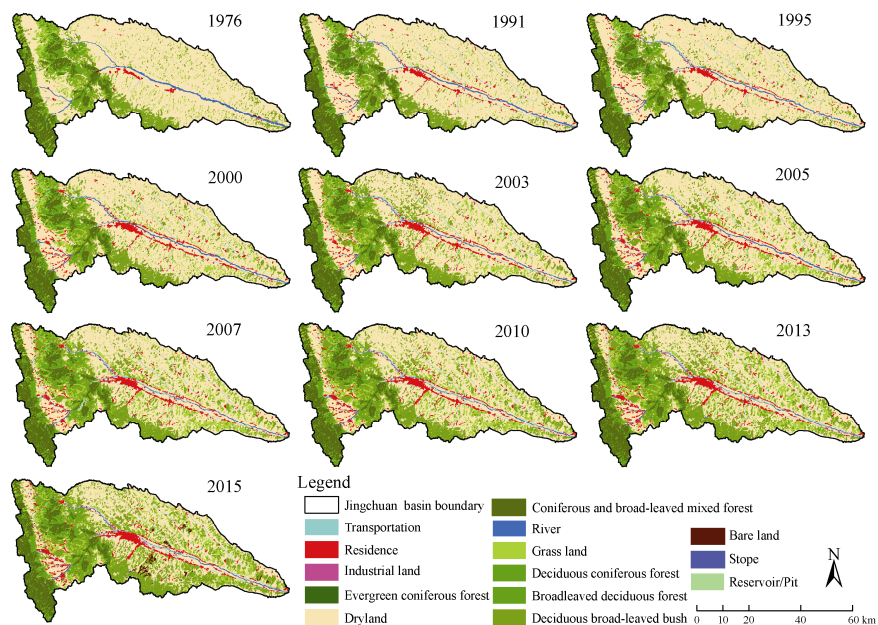 1976
1991
1995
2000
2003
2005
2007
2010
2013
2015
Legend
Jingchuan basin boundary
Transportation
Residence
Industrial land
Evergreen coniferous forest
Dryland
Coniferous and broad-leaved mixed forest
River
Grass land
Deciduous coniferous forest
Broadleaved deciduous forest
Deciduous broad-leaved bush
Bare land
Stope
Reservoir/Pit
N
0 10 20 40 60 km